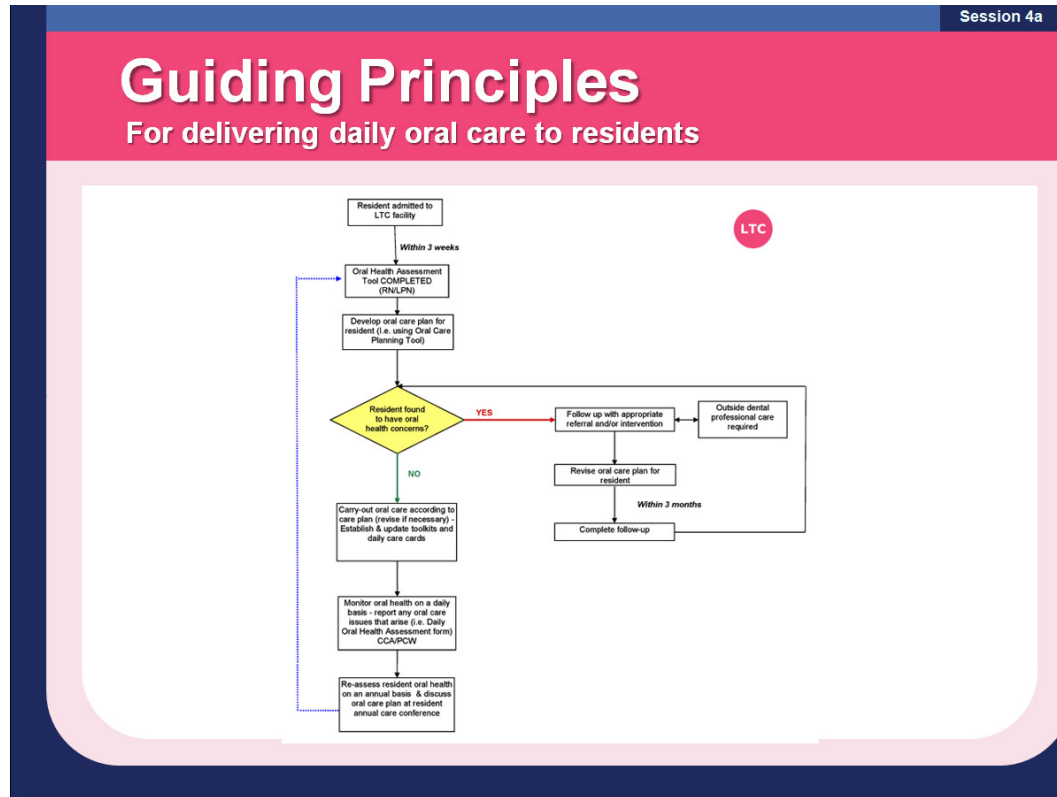 Session 4a
Guiding Principles
For delivering daily oral care to residents
LTC
Resident admitted to
LTC facility
Within 3 weeks
Oral Health Assessment
Tool COMPLETED
(RN/LPN)
Develop oral care plan for
resident (I.e. using Oral Care
Planning Tool)
Resident found
to have oral
health concerns?
YES
Follow up with appropriate
referral and/or intervention
Outside dental
professional care
required
Revise oral care plan for
resident
Within 3 months
Complete follow-up
NO
Carry-out oral care according to
care plan (revise if necessary) -
Establish & update toolkits and
daily care cards
Monitor oral health on a daily
basis - report any oral care
issues that arise (i.e. Daily
Oral Health Assessment form)
CCA/PCW
Re-assess resident oral health
on an annual basis & discuss
oral care plan at resident
annual care conference